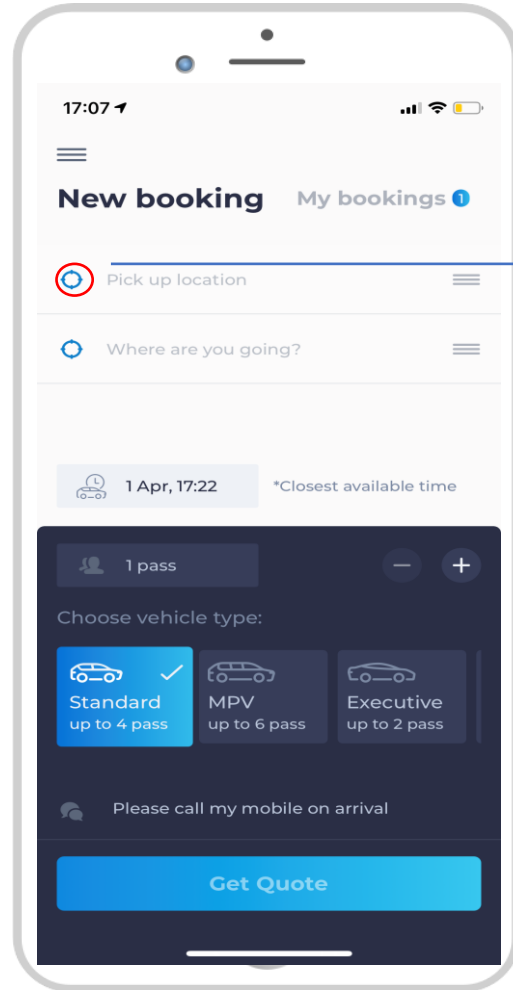 17:07
New booking My bookings 1
Pick up location
Where are you going?
1 Apr, 17:22 *Closest available time
1 pass
Choose vehicle type:
Standard MPV Executive
up to 4 pass up to 6 pass up to 2 pass
Please call my mobile on arrival
Get Quote